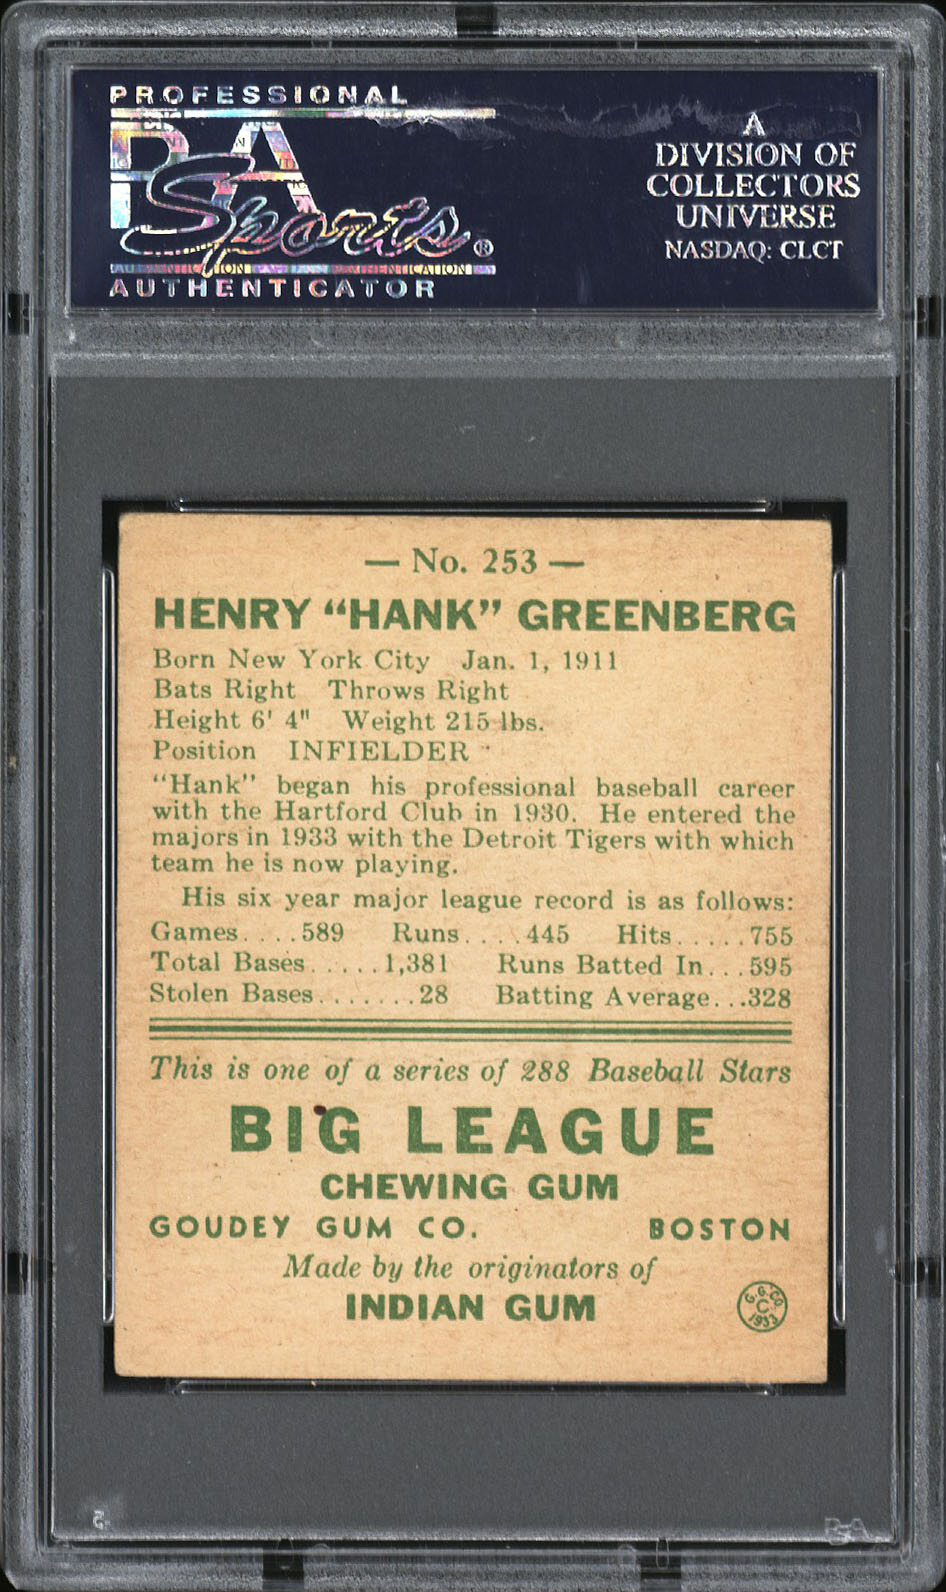 PROFESSIONAL
PSA
Sports®
AUTHENTICATOR
A
DIVISION OF
COLLECTORS
UNIVERSE
NASDAQ: CLCT
— No. 253 —
HENRY “HANK” GREENBERG
Born New York City Jan. 1, 1911
Bats Right Throws Right
Height 6' 4" Weight 215 lbs.
Position INFIELDER
“Hank” began his professional baseball career
with the Hartford Club in 1930. He entered the
majors in 1933 with the Detroit Tigers with which
team he is now playing.
His six year major league record is as follows:
Games....589 Runs....445 Hits.....755
Total Bases.....1,381 Runs Batted In...595
Stolen Bases.......28 Batting Average...328
This is one of a series of 288 Baseball Stars
BIG LEAGUE
CHEWING GUM
GOUDEY GUM CO. BOSTON
Made by the originators of
INDIAN GUM
G.G.CO.
C
1933
PSA